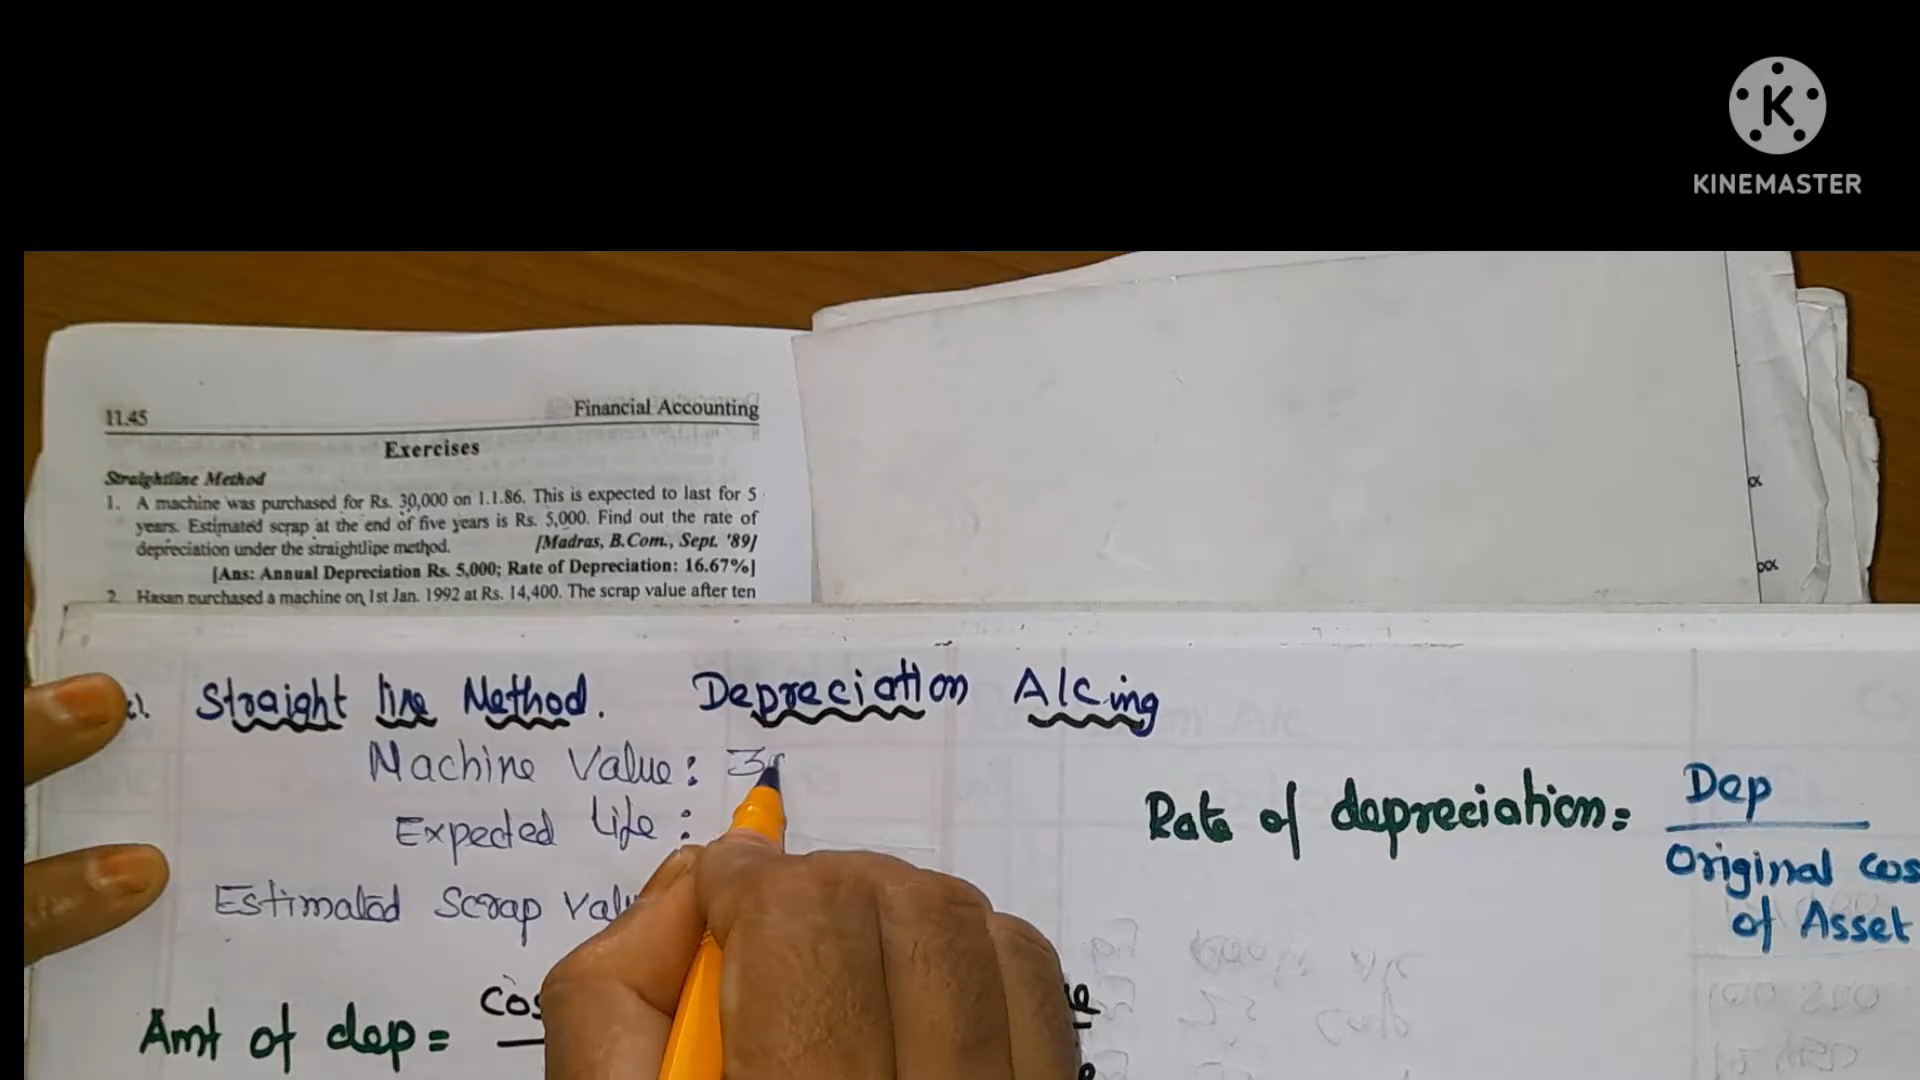 K
KINEMASTER
11.45 Financial Accounting
Exercises
Straightline Method
1. A machine was purchased for Rs. 30,000 on 1.1.86. This is expected to last for 5
years. Estimated scrap at the end of five years is Rs. 5,000. Find out the rate of
depreciation under the straightline method. [Madras, B.Com., Sept. '89]
[Ans: Annual Depreciation Rs. 5,000; Rate of Depreciation: 16.67%]
2. Hasan purchased a machine on 1st Jan. 1992 at Rs. 14,400. The scrap value after ten
Straight line Method. Depreciation A/Cing
Machine Value: 30
Expected life:
Estimated Scrap Valu
Rate of depreciation = Dep
Original cos
of Asset
Amt of dep = cos